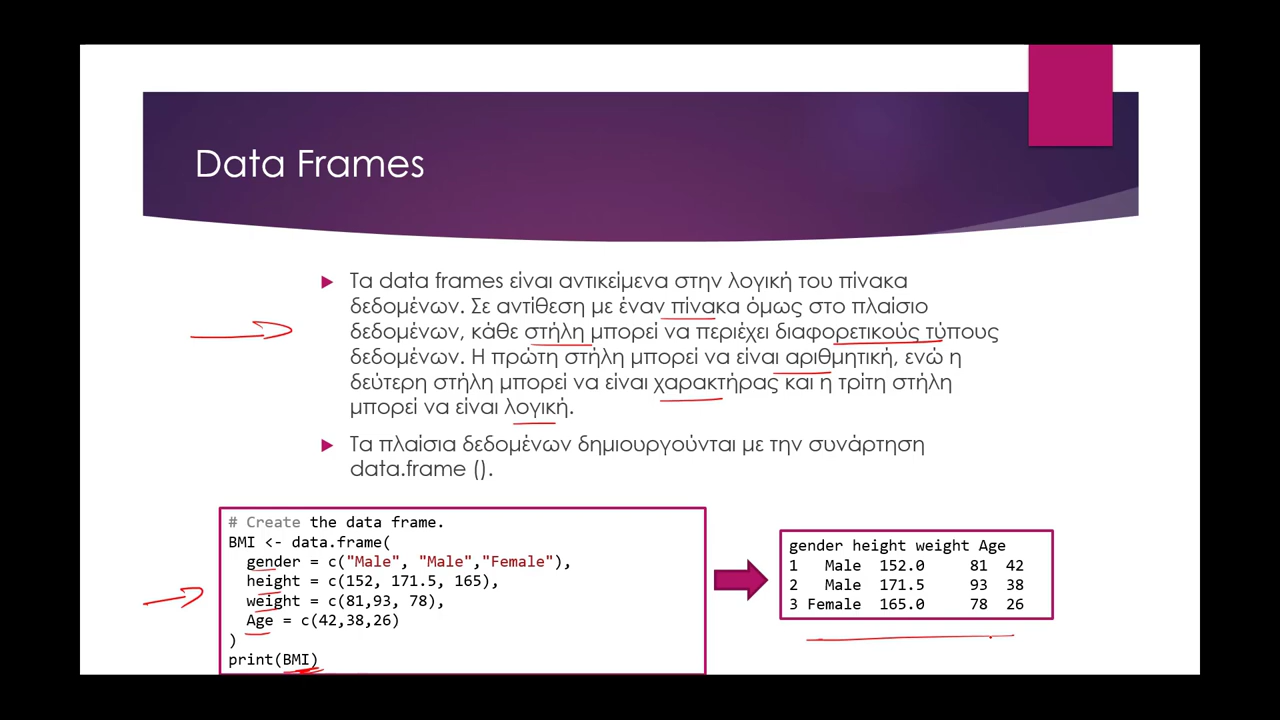 Data Frames
Τα data frames είναι αντικείμενα στην λογική του πίνακα
δεδομένων. Σε αντίθεση με έναν πίνακα όμως στο πλαίσιο
δεδομένων, κάθε στήλη μπορεί να περιέχει διαφορετικούς τύπους
δεδομένων. Η πρώτη στήλη μπορεί να είναι αριθμητική, ενώ η
δεύτερη στήλη μπορεί να είναι χαρακτήρας και η τρίτη στήλη
μπορεί να είναι λογική.
Τα πλαίσια δεδομένων δημιουργούνται με την συνάρτηση
data.frame ().
# Create the data frame.
BMI <- data.frame(
gender = c("Male", "Male","Female"),
height = c(152, 171.5, 165),
weight = c(81,93, 78),
Age = c(42,38,26)
)
print(BMI)
gender height weight Age
1 Male 152.0 81 42
2 Male 171.5 93 38
3 Female 165.0 78 26